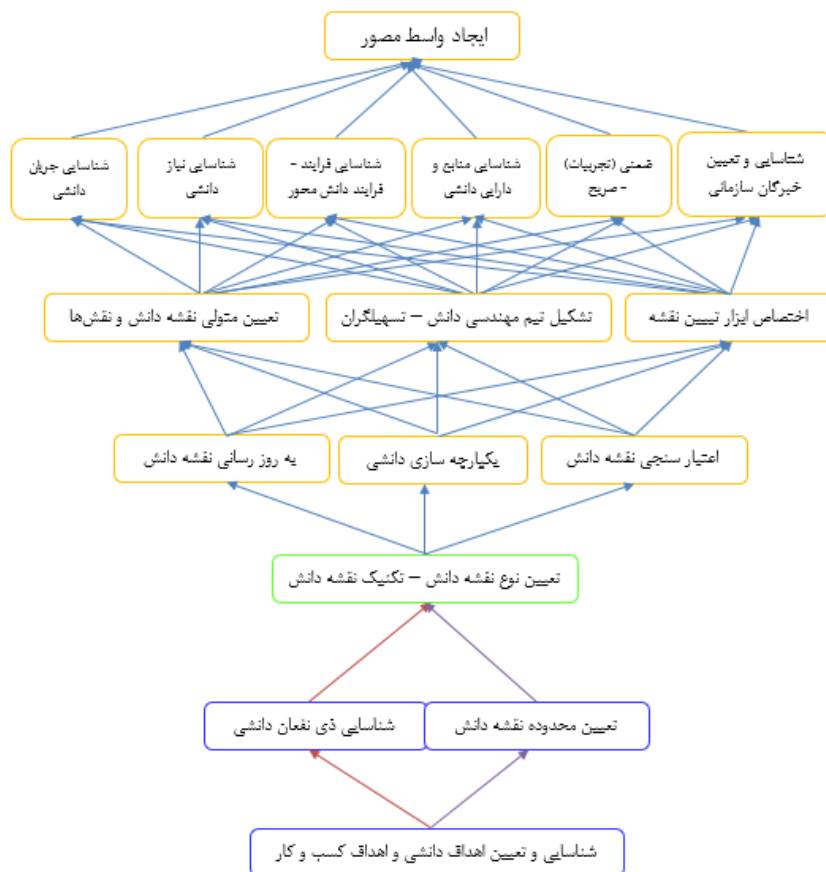 ایجاد واسط مصور
شناسایی و تعیین
خبرگان سازمانی
ضمنی (تجربیات)
- صریح
شناسایی منابع و
دارایی دانشی
شناسایی فرایند -
فرایند دانش محور
شناسایی نیاز
دانشی
شناسایی جریان
دانشی
اختصاص ابزار تبیین نقشه
تشکیل تیم مهندسی دانش – تسهیلگران
تعیین متولی نقشه دانش و نقش‌ها
اعتبار سنجی نقشه دانش
یکپارچه سازی دانشی
به روز رسانی نقشه دانش
تعیین نوع نقشه دانش – تکنیک نقشه دانش
تعیین محدوده نقشه دانش
شناسایی ذی نفعان دانشی
شناسایی و تعیین اهداف دانشی و اهداف کسب و کار